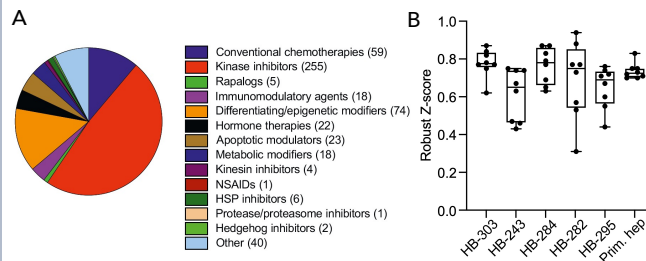 A
Conventional chemotherapies (59)
Kinase inhibitors (255)
Rapalogs (5)
Immunomodulatory agents (18)
Differentiating/epigenetic modifiers (74)
Hormone therapies (22)
Apoptotic modulators (23)
Metabolic modifiers (18)
Kinesin inhibitors (4)
NSAIDs (1)
HSP inhibitors (6)
Protease/proteasome inhibitors (1)
Hedgehog inhibitors (2)
Other (40)
B
Robust Z-score
1.0
0.8
0.6
0.4
0.2
0.0
HB-303
HB-243
HB-284
HB-282
HB-295
Prim. hep